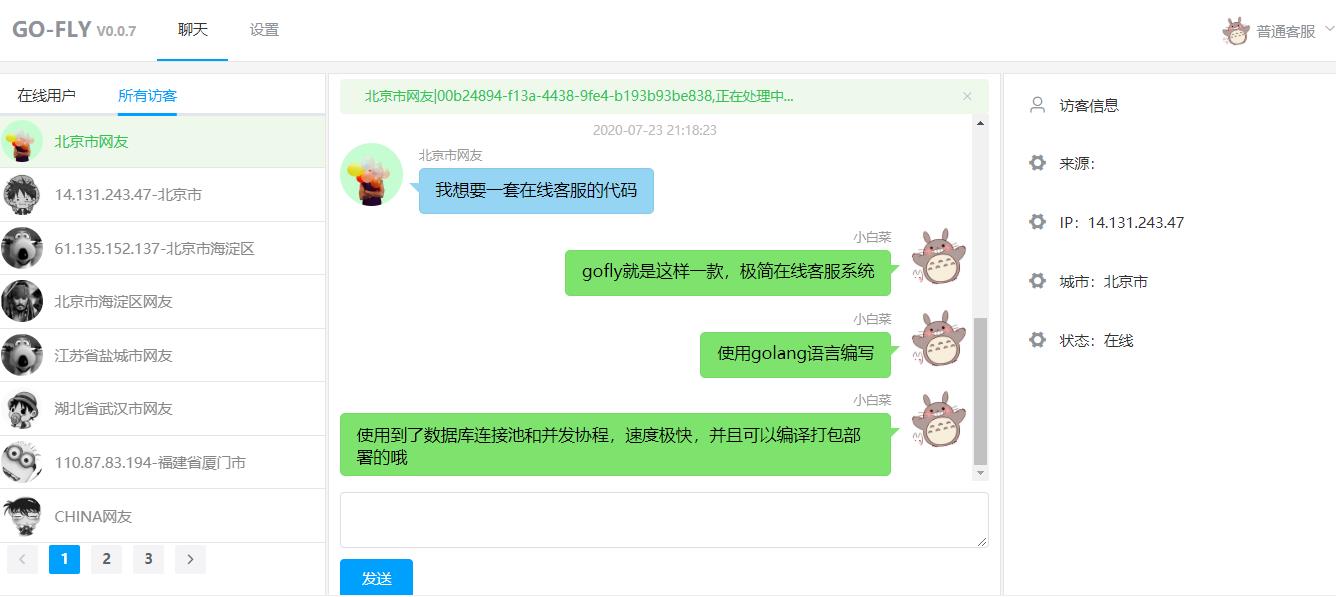 GO-FLY V0.0.7
聊天
设置
普通客服
在线用户
所有访客
北京市网友
14.131.243.47-北京市
61.135.152.137-北京市海淀区
北京市海淀区网友
江苏省盐城市网友
湖北省武汉市网友
110.87.83.194-福建省厦门市
CHINA网友
1
2
3
北京市网友|00b24894-f13a-4438-9fe4-b193b93be838,正在处理中...
2020-07-23 21:18:23
北京市网友
我想要一套在线客服的代码
小白菜
gofly就是这样一款，极简在线客服系统
小白菜
使用golang语言编写
小白菜
使用到了数据库连接池和并发协程，速度极快，并且可以编译打包部
署的哦
发送
访客信息
来源：
IP：14.131.243.47
城市：北京市
状态：在线